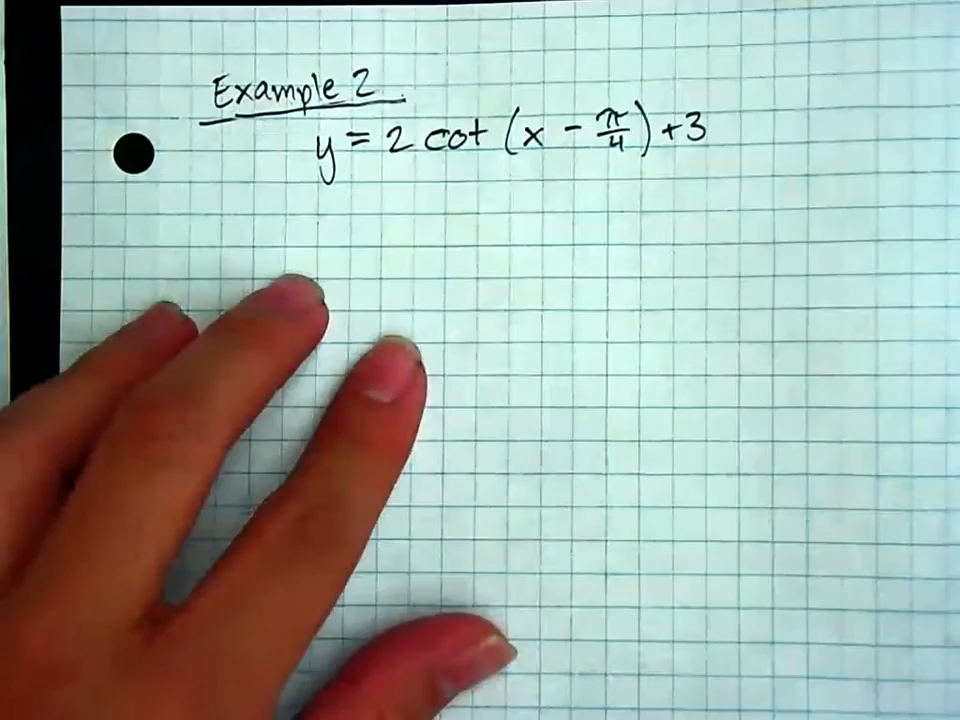 Example 2
y = 2 cot (x - π/4) + 3